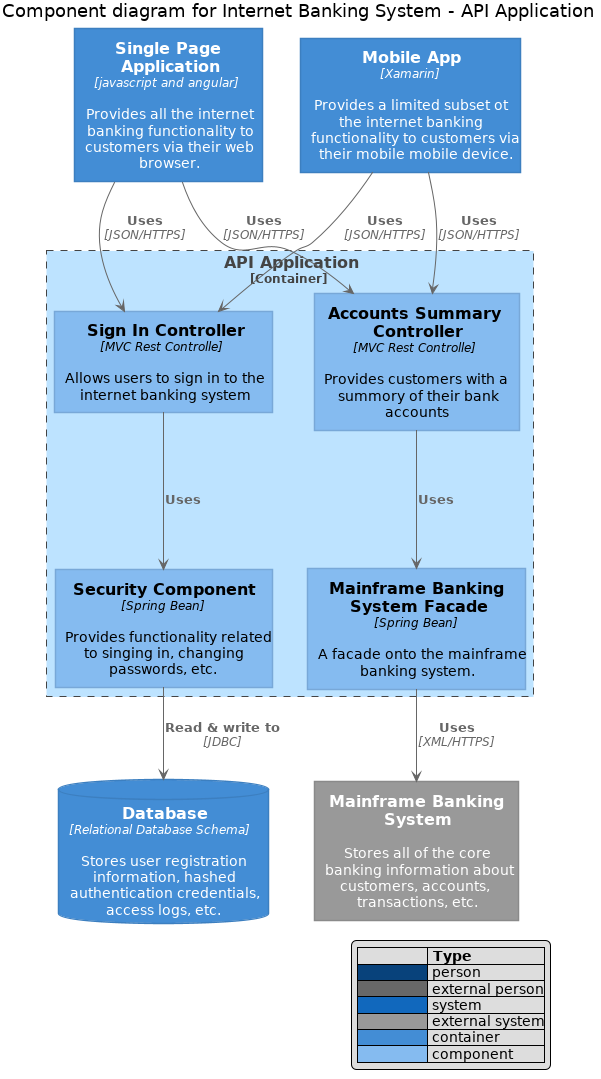 Component diagram for Internet Banking System - API Application
Single Page
Application
[javascript and angular]
Provides all the internet
banking functionality to
customers via their web
browser.
Mobile App
[Xamarin]
Provides a limited subset ot
the internet banking
functionality to customers via
their mobile mobile device.
Uses
[JSON/HTTPS]
Uses
[JSON/HTTPS]
Uses
[JSON/HTTPS]
Uses
[JSON/HTTPS]
API Application
[Container]
Sign In Controller
[MVC Rest Controlle]
Allows users to sign in to the
internet banking system
Accounts Summary
Controller
[MVC Rest Controlle]
Provides customers with a
summory of their bank
accounts
Uses
Uses
Security Component
[Spring Bean]
Provides functionality related
to singing in, changing
passwords, etc.
Mainframe Banking
System Facade
[Spring Bean]
A facade onto the mainframe
banking system.
Read & write to
[JDBC]
Uses
[XML/HTTPS]
Database
[Relational Database Schema]
Stores user registration
information, hashed
authentication credentials,
access logs, etc.
Mainframe Banking
System
Stores all of the core
banking information about
customers, accounts,
transactions, etc.
Type
person
external person
system
external system
container
component